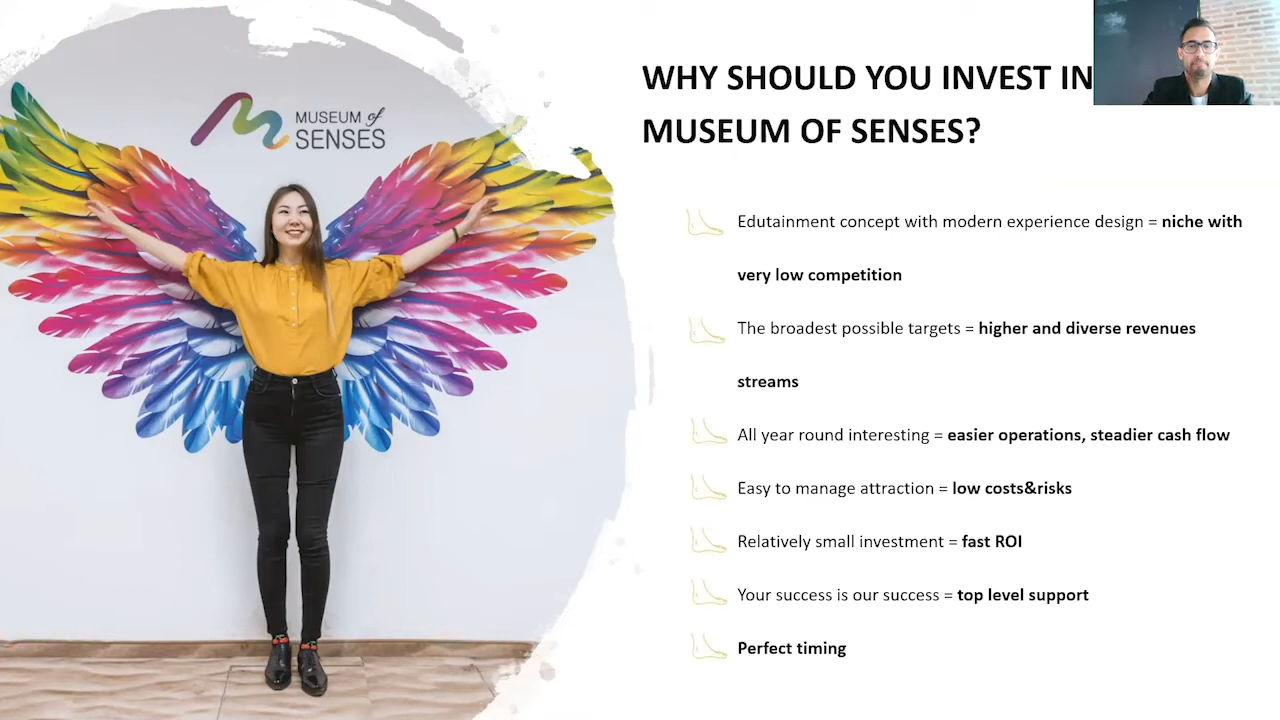 MUSEUM of
SENSES
WHY SHOULD YOU INVEST IN
MUSEUM OF SENSES?
Edutainment concept with modern experience design = niche with
very low competition
The broadest possible targets = higher and diverse revenues
streams
All year round interesting = easier operations, steadier cash flow
Easy to manage attraction = low costs&risks
Relatively small investment = fast ROI
Your success is our success = top level support
Perfect timing